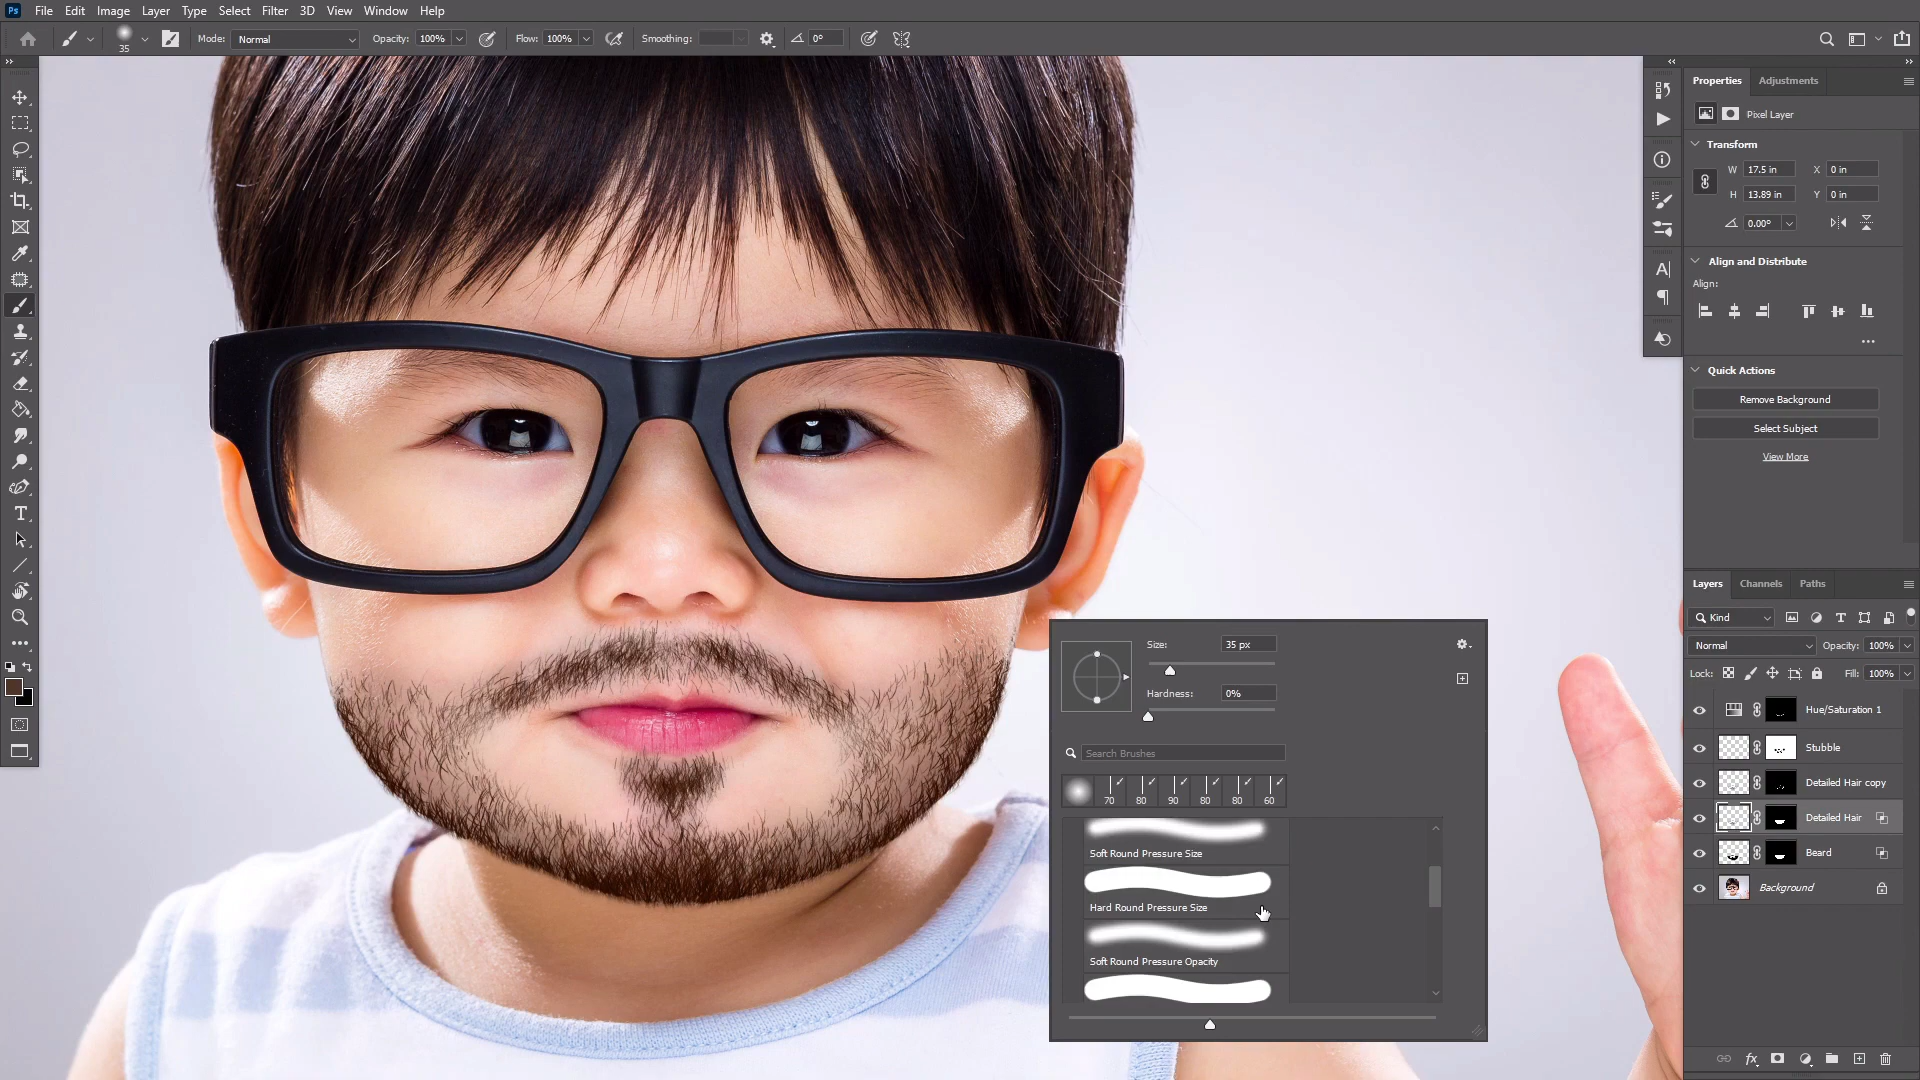 Ps File Edit Image Layer Type Select Filter 3D View Window Help
35 Mode: Normal Opacity: 100% Flow: 100% Smoothing: 0°
Properties Adjustments
Pixel Layer
Transform
W 17.5 in X 0 in
H 13.89 in Y 0 in
0.00°
Align and Distribute
Align:
Quick Actions
Remove Background
Select Subject
View More
Layers Channels Paths
Kind
Normal Opacity: 100%
Lock: Fill: 100%
Hue/Saturation 1
Stubble
Detailed Hair copy
Detailed Hair
Beard
Background
Size: 35 px
Hardness: 0%
Search Brushes
70 80 90 80 80 60
Soft Round Pressure Size
Hard Round Pressure Size
Soft Round Pressure Opacity